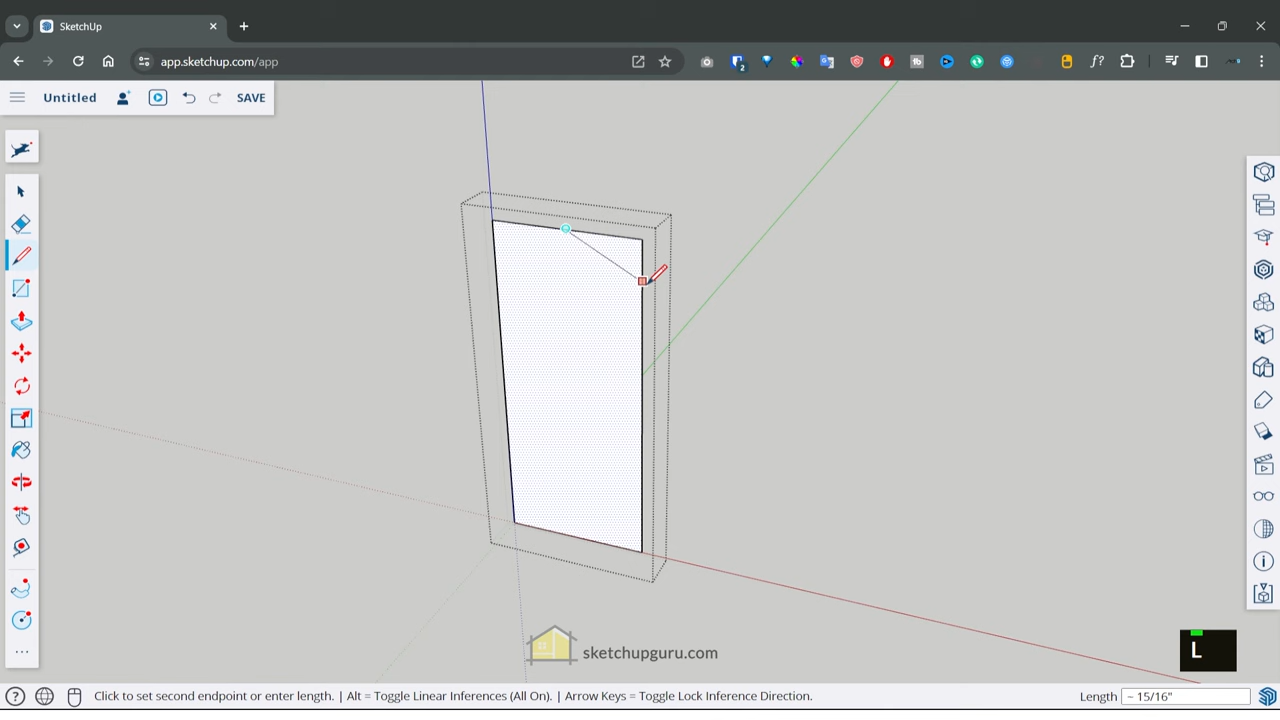 SketchUp
app.sketchup.com/app
2
f?
Untitled
SAVE
sketchupguru.com
L
Click to set second endpoint or enter length. | Alt = Toggle Linear Inferences (All On). | Arrow Keys = Toggle Lock Inference Direction.
Length ~ 15/16"